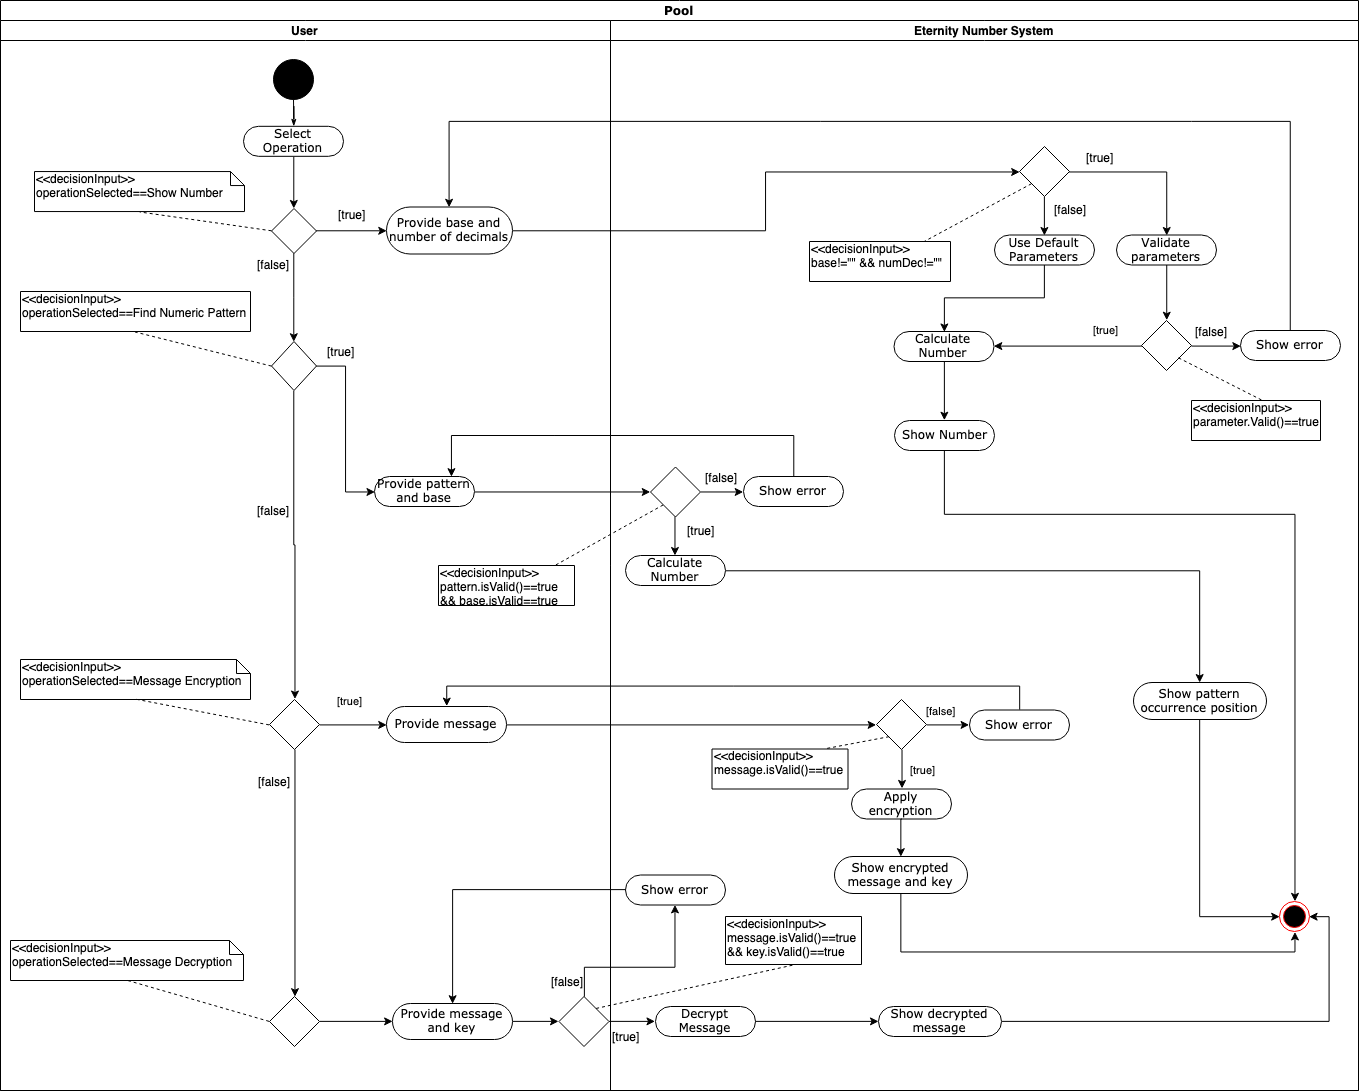 Pool
User
Eternity Number System
Select
Operation
<<decisionInput>>
operationSelected==Show Number
[true]
[false]
Provide base and
number of decimals
[true]
[false]
<<decisionInput>>
base!="" && numDec!=""
Use Default
Parameters
Validate
parameters
<<decisionInput>>
operationSelected==Find Numeric Pattern
[true]
[false]
Calculate
Number
[true]
[false]
Show error
<<decisionInput>>
parameter.Valid()==true
Show Number
Provide pattern
and base
[false]
Show error
[true]
<<decisionInput>>
pattern.isValid()==true
&& base.isValid==true
Calculate
Number
<<decisionInput>>
operationSelected==Message Encryption
[true]
[false]
Provide message
[false]
Show error
Show pattern
occurrence position
<<decisionInput>>
message.isValid()==true
[true]
Apply
encryption
Show encrypted
message and key
Show error
<<decisionInput>>
message.isValid()==true
&& key.isValid()==true
<<decisionInput>>
operationSelected==Message Decryption
[false]
Provide message
and key
[true]
Decrypt
Message
Show decrypted
message